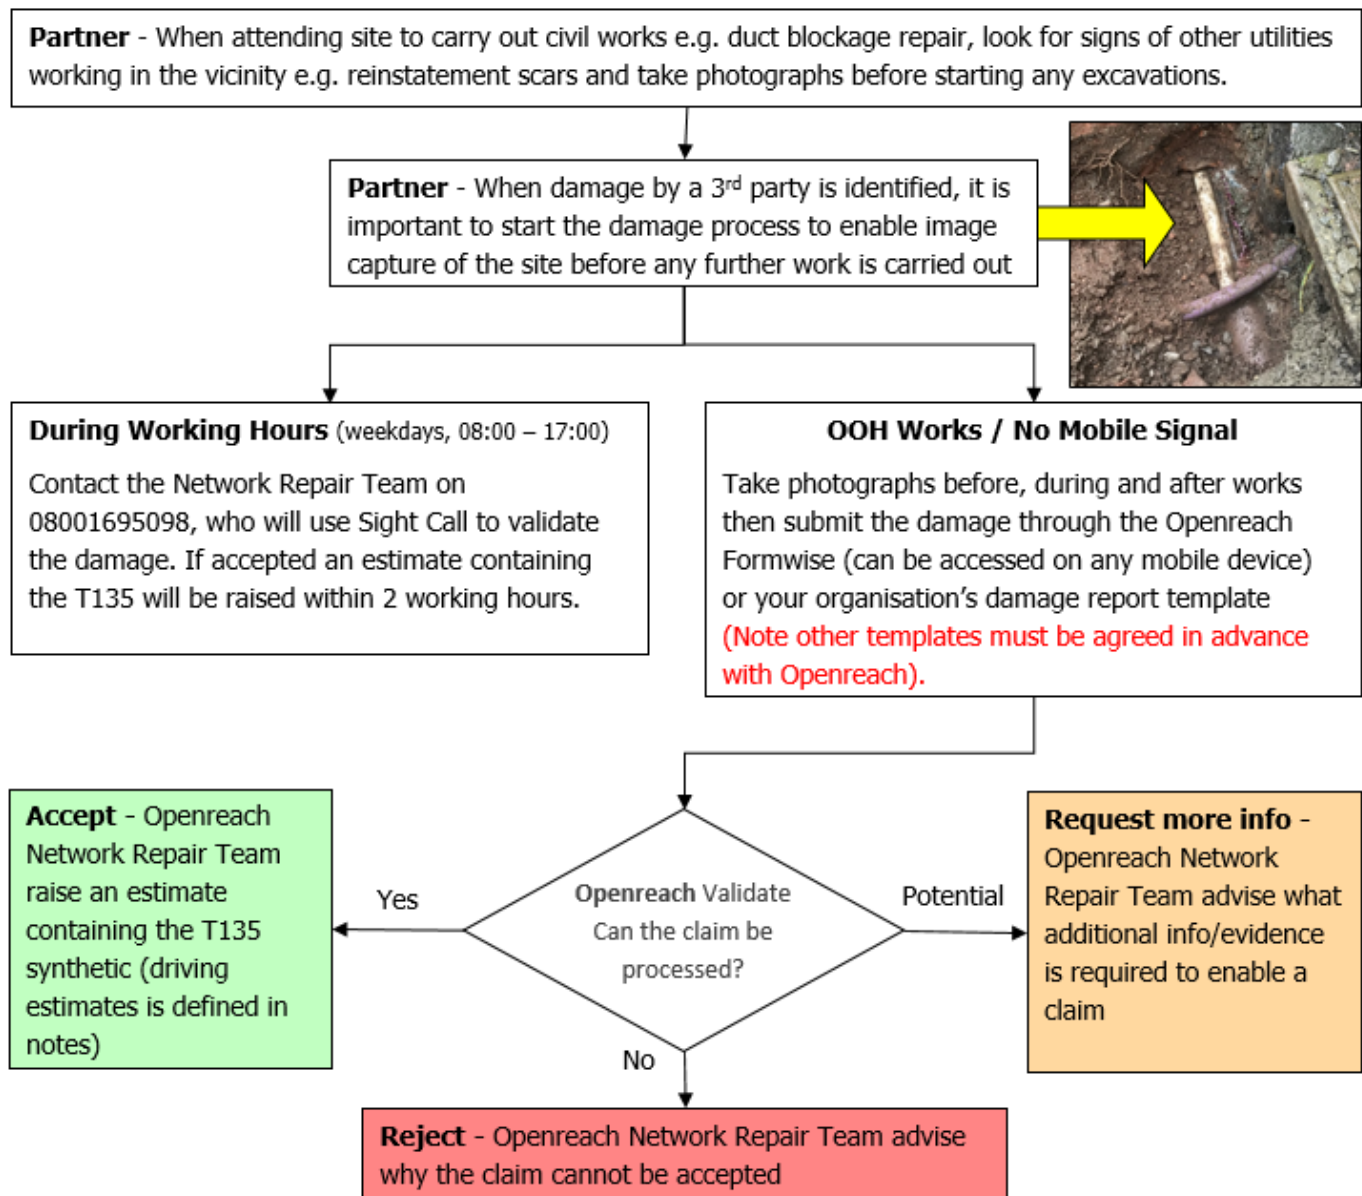 Partner - When attending site to carry out civil works e.g. duct blockage repair, look for signs of other utilities
working in the vicinity e.g. reinstatement scars and take photographs before starting any excavations.
Partner - When damage by a 3rd party is identified, it is
important to start the damage process to enable image
capture of the site before any further work is carried out
During Working Hours (weekdays, 08:00 – 17:00)
Contact the Network Repair Team on
08001695098, who will use Sight Call to validate
the damage. If accepted an estimate containing
the T135 will be raised within 2 working hours.
OOH Works / No Mobile Signal
Take photographs before, during and after works
then submit the damage through the Openreach
Formwise (can be accessed on any mobile device)
or your organisation’s damage report template
(Note other templates must be agreed in advance
with Openreach).
Accept - Openreach
Network Repair Team
raise an estimate
containing the T135
synthetic (driving
estimates is defined in
notes)
Yes
Openreach Validate
Can the claim be
processed?
Potential
Request more info -
Openreach Network
Repair Team advise what
additional info/evidence
is required to enable a
claim
No
Reject - Openreach Network Repair Team advise
why the claim cannot be accepted